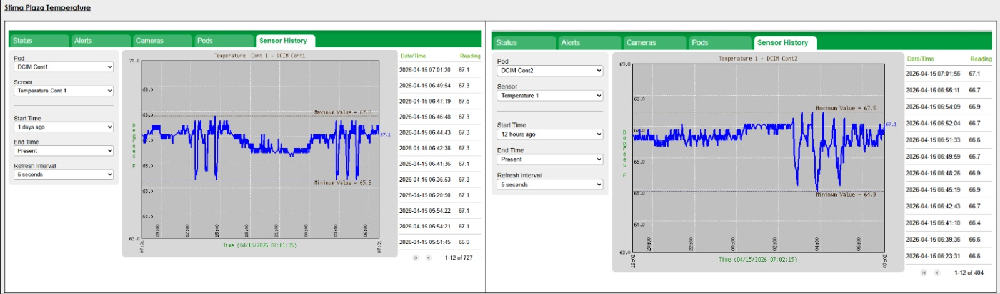 Stima Plaza Temperature
Status Alerts Cameras Pods Sensor History
Pod
DCIM Cont1
Sensor
Temperature Cont 1
Start Time
1 days ago
End Time
Present
Refresh Interval
5 seconds
Temperature Cont 1 - DCIM Cont1
70.0
69.0
68.0
67.0
66.0
65.0
64.0
63.0
Degrees F
Maximum Value = 67.8
67.1
Minimum Value = 65.3
07:01 09:00 12:00 15:00 18:00 21:00 00:00 03:00 06:00 07:01
Time (04/15/2026 07:01:35)
Date/Time Reading
2026-04-15 07:01:20 67.1
2026-04-15 06:49:54 67.3
2026-04-15 06:47:19 67.5
2026-04-15 06:46:48 67.3
2026-04-15 06:44:43 67.3
2026-04-15 06:42:38 67.3
2026-04-15 06:41:36 67.1
2026-04-15 06:35:53 67.3
2026-04-15 06:20:50 67.1
2026-04-15 05:54:22 67.1
2026-04-15 05:54:21 67.1
2026-04-15 05:51:45 66.9
1-12 of 727
Status Alerts Cameras Pods Sensor History
Pod
DCIM Cont2
Sensor
Temperature 1
Start Time
12 hours ago
End Time
Present
Refresh Interval
5 seconds
Temperature 1 - DCIM Cont2
69.0
68.0
67.0
66.0
65.0
64.0
63.0
Degrees F
Maximum Value = 67.5
67.1
Minimum Value = 64.9
19:02 20:00 22:00 00:00 02:00 04:00 06:00 07:02
Time (04/15/2026 07:02:15)
Date/Time Reading
2026-04-15 07:01:56 67.1
2026-04-15 06:55:11 66.7
2026-04-15 06:54:09 66.9
2026-04-15 06:52:04 66.7
2026-04-15 06:51:33 66.6
2026-04-15 06:49:59 66.7
2026-04-15 06:48:26 66.9
2026-04-15 06:45:19 66.9
2026-04-15 06:42:43 66.7
2026-04-15 06:41:10 66.4
2026-04-15 06:39:36 66.6
2026-04-15 06:23:31 66.6
1-12 of 404